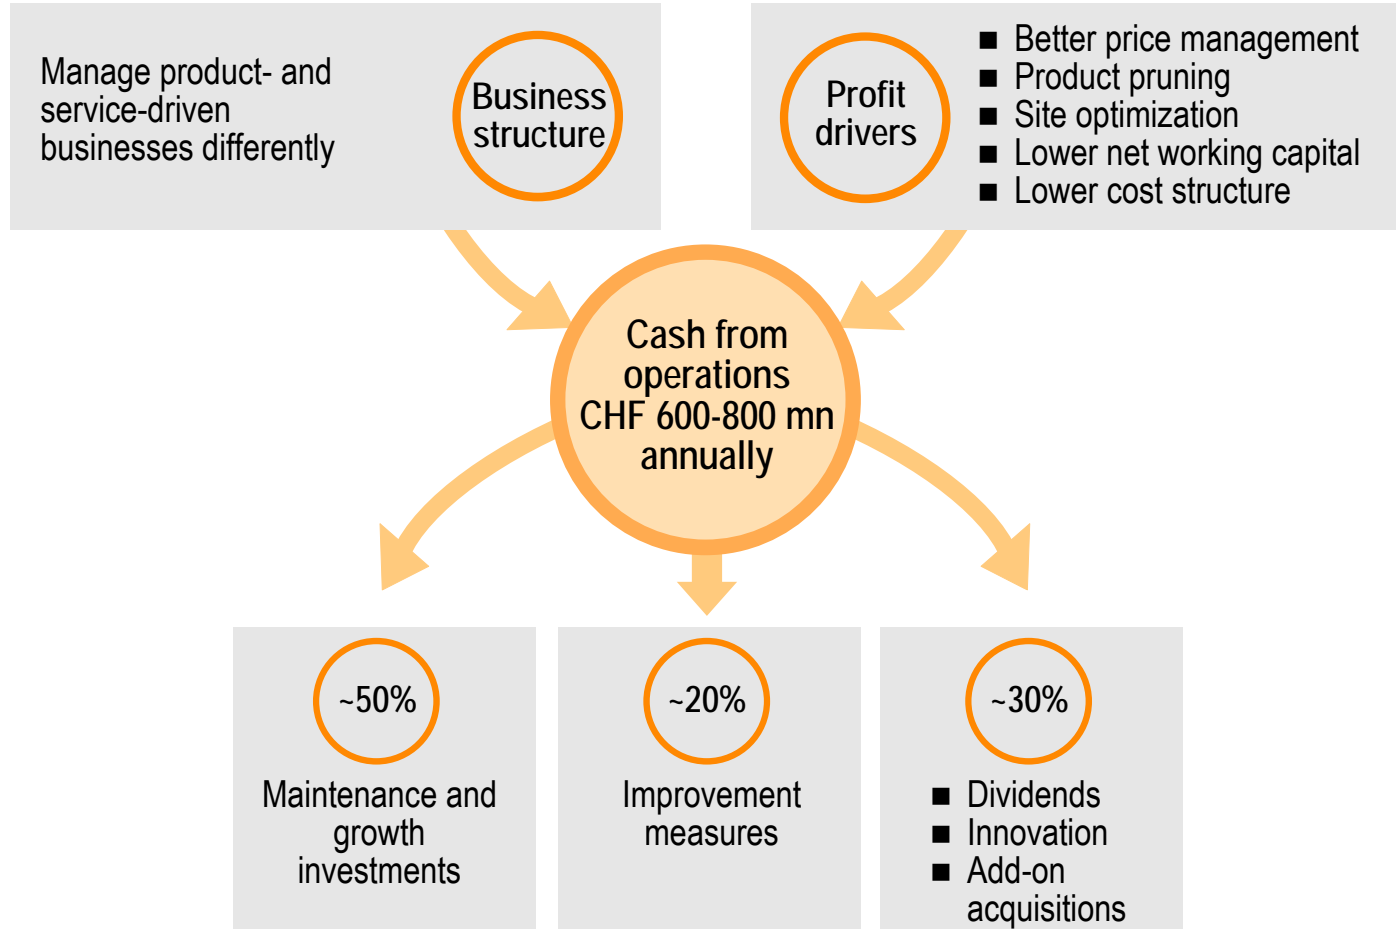 Manage product- and
service-driven
businesses differently
Business
structure
Profit
drivers
■ Better price management
■ Product pruning
■ Site optimization
■ Lower net working capital
■ Lower cost structure
Cash from
operations
CHF 600-800 mn
annually
~50%
Maintenance and
growth
investments
~20%
Improvement
measures
~30%
■ Dividends
■ Innovation
■ Add-on
acquisitions